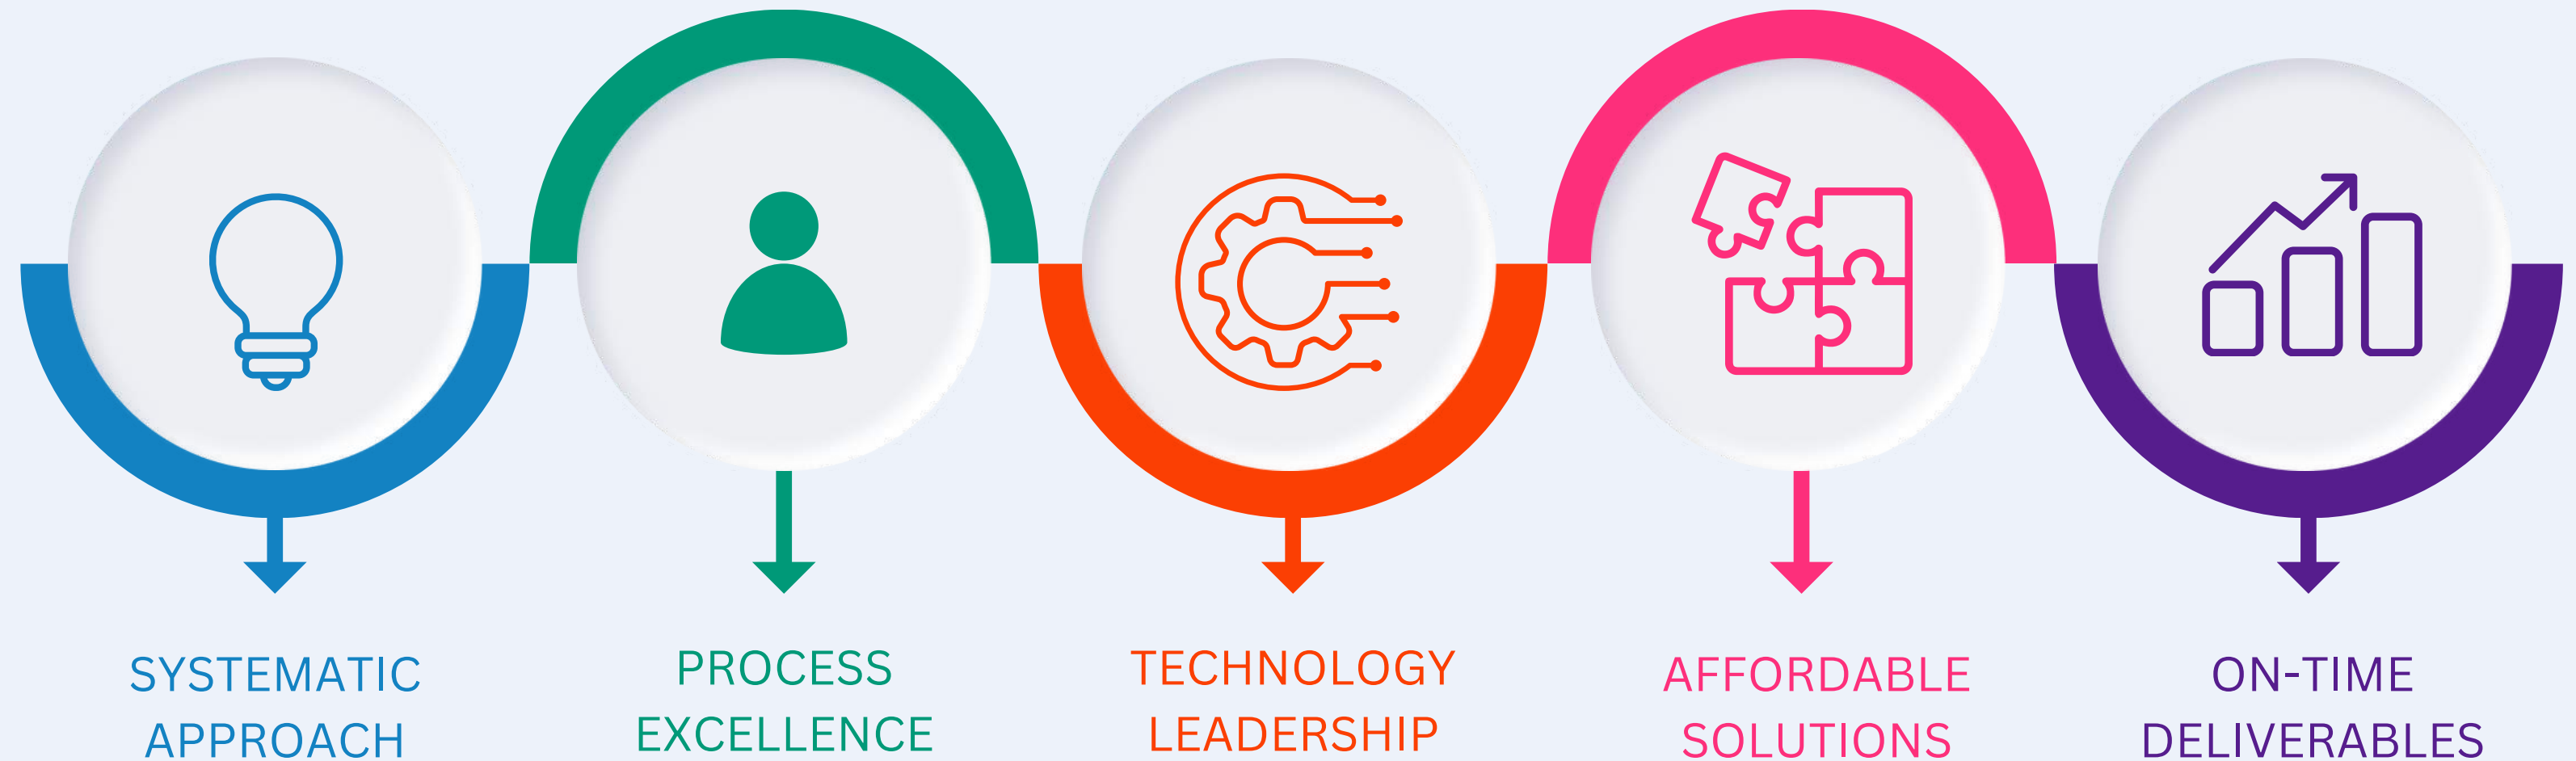 SYSTEMATIC
APPROACH
PROCESS
EXCELLENCE
TECHNOLOGY
LEADERSHIP
AFFORDABLE
SOLUTIONS
ON-TIME
DELIVERABLES